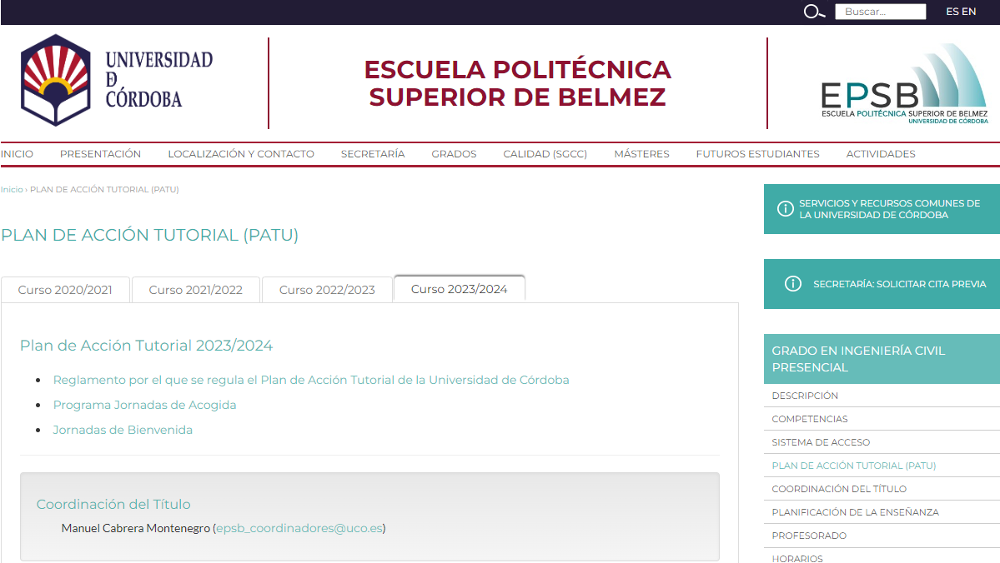 Buscar...
ES EN
UNIVERSIDAD
Ð
CÓRDOBA
ESCUELA POLITÉCNICA
SUPERIOR DE BELMEZ
EPSB
ESCUELA POLITÉCNICA SUPERIOR DE BELMEZ
UNIVERSIDAD DE CÓRDOBA
INICIO PRESENTACIÓN LOCALIZACIÓN Y CONTACTO SECRETARÍA GRADOS CALIDAD (SGCC) MÁSTERES FUTUROS ESTUDIANTES ACTIVIDADES
Inicio › PLAN DE ACCIÓN TUTORIAL (PATU)
PLAN DE ACCIÓN TUTORIAL (PATU)
Curso 2020/2021 Curso 2021/2022 Curso 2022/2023 Curso 2023/2024
Plan de Acción Tutorial 2023/2024
• Reglamento por el que se regula el Plan de Acción Tutorial de la Universidad de Córdoba
• Programa Jornadas de Acogida
• Jornadas de Bienvenida
Coordinación del Título
Manuel Cabrera Montenegro (epsb_coordinadores@uco.es)
SERVICIOS Y RECURSOS COMUNES DE
LA UNIVERSIDAD DE CÓRDOBA
SECRETARÍA: SOLICITAR CITA PREVIA
GRADO EN INGENIERÍA CIVIL
PRESENCIAL
DESCRIPCIÓN
COMPETENCIAS
SISTEMA DE ACCESO
PLAN DE ACCIÓN TUTORIAL (PATU)
COORDINACIÓN DEL TÍTULO
PLANIFICACIÓN DE LA ENSEÑANZA
PROFESORADO
HORARIOS